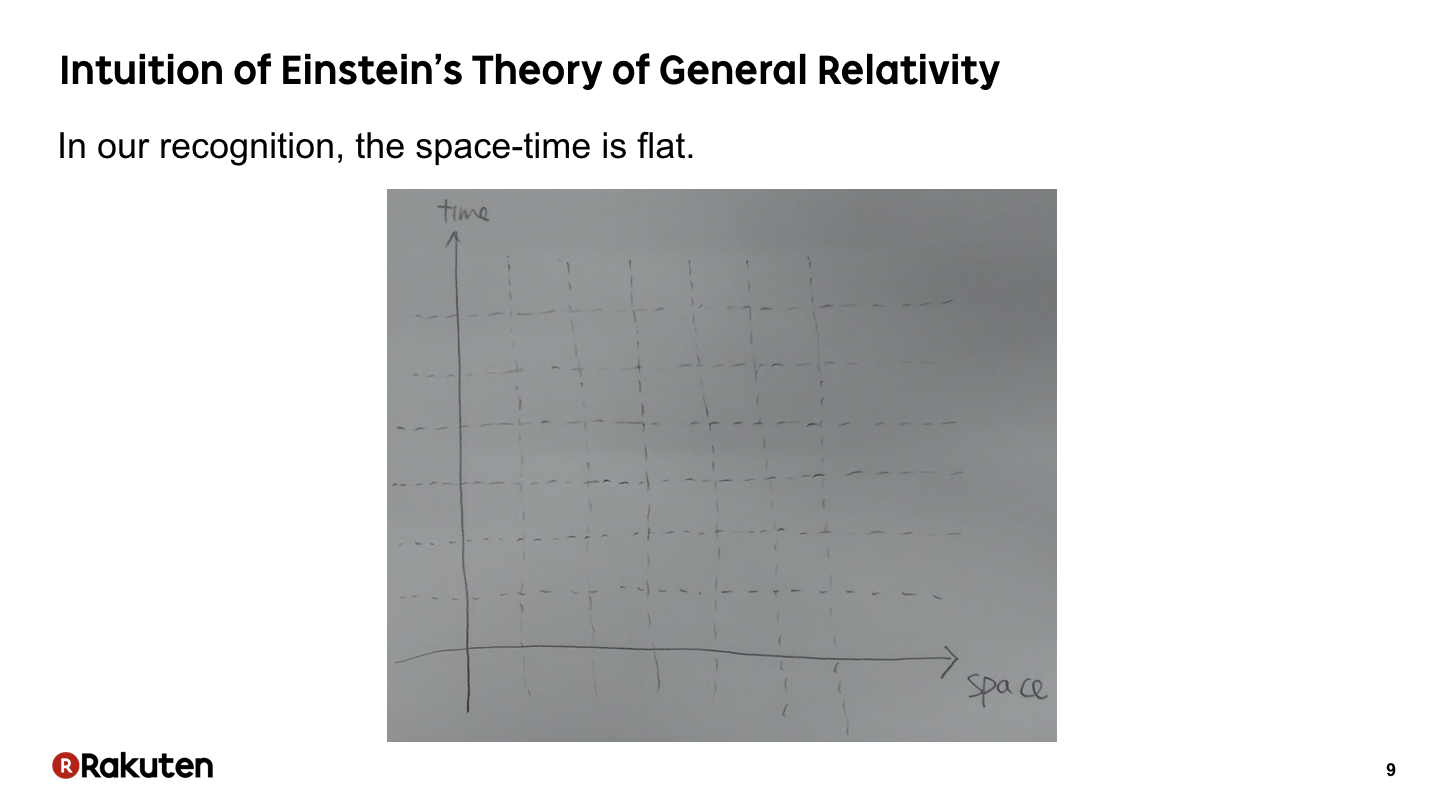 Intuition of Einstein’s Theory of General Relativity
In our recognition, the space-time is flat.
time
space
R Rakuten
9